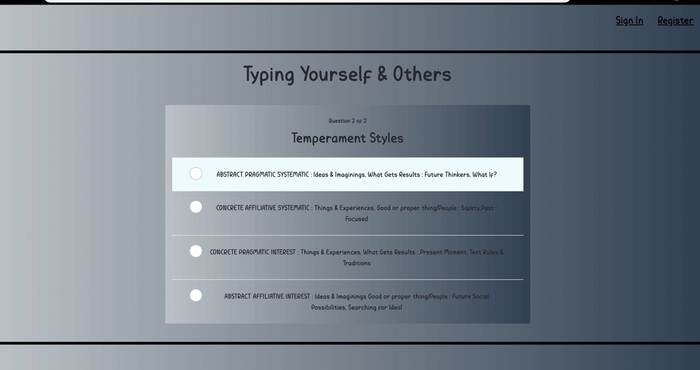 Sign In Register
Typing Yourself & Others
Question 2 of 2
Temperament Styles
ABSTRACT PRAGMATIC SYSTEMATIC : Ideas & Imaginings, What Gets Results : Future Thinkers, What If?
CONCRETE AFFILIATIVE SYSTEMATIC : Things & Experiences, Good or proper thing/People : Society,Past-
Focused
CONCRETE PRAGMATIC INTEREST : Things & Experiences, What Gets Results : Present Moment, Test Rules &
Traditions
ABSTRACT AFFILIATIVE INTEREST : Ideas & Imaginings Good or proper thing/People : Future Social
Possibilities, Searching for Ideal